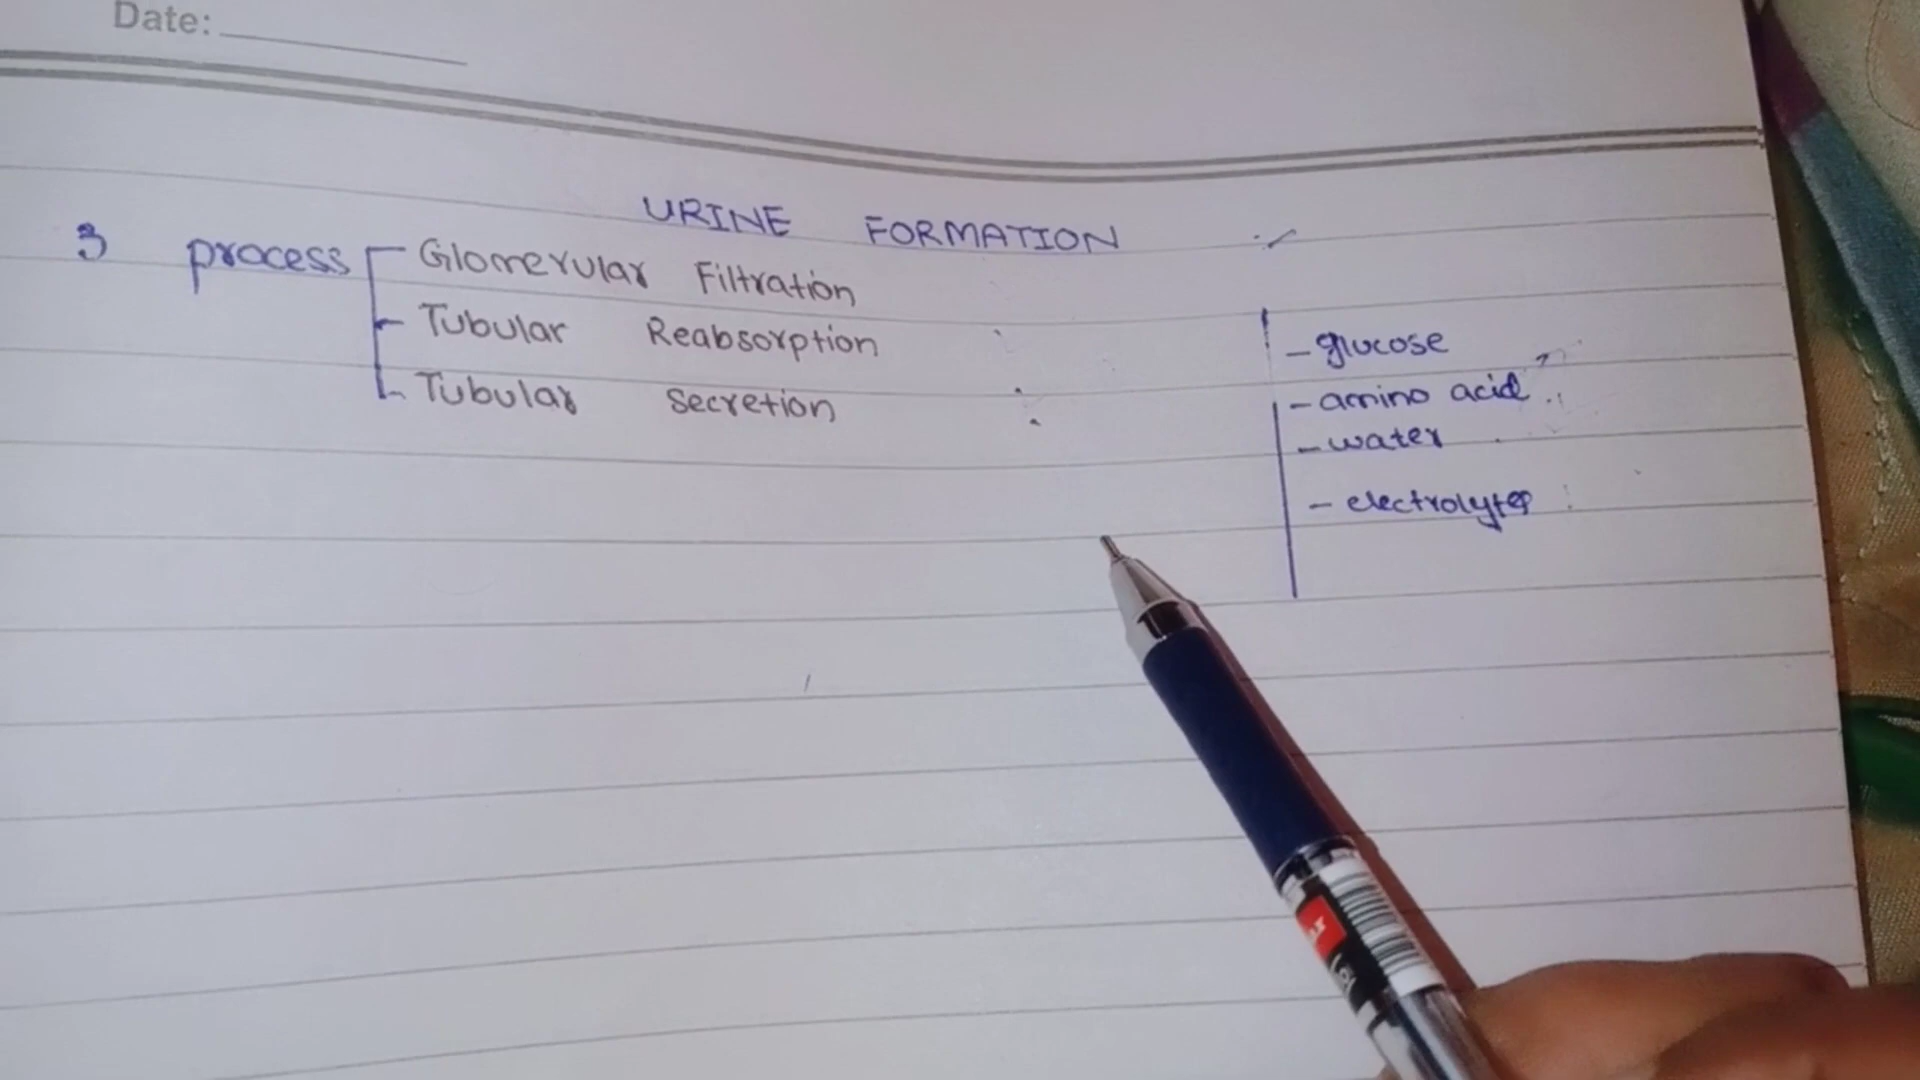 Date:
URINE FORMATION
3 process
Glomerular Filtration
Tubular Reabsorption
Tubular Secretion
- glucose
- amino acid
- water
- electrolytes